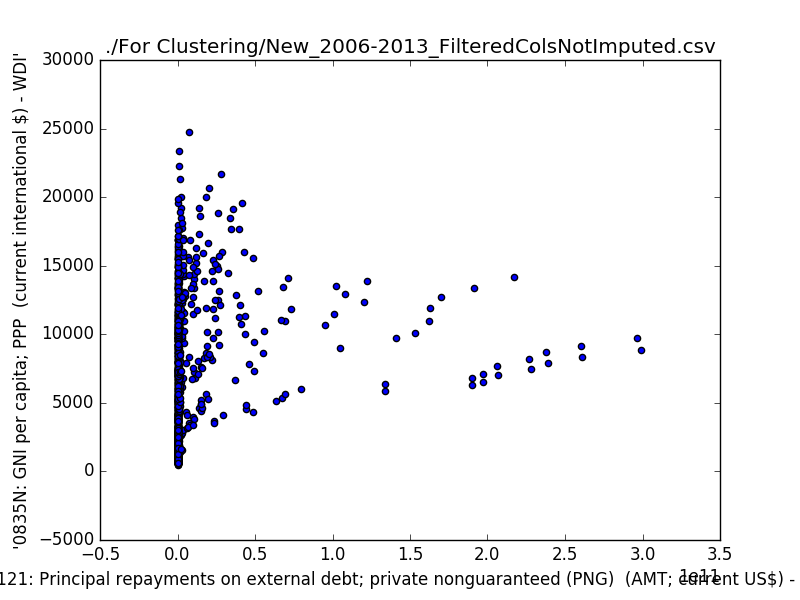 ./For Clustering/New_2006-2013_FilteredColsNotImputed.csv
30000
25000
20000
15000
10000
5000
0
−5000
'0835N: GNI per capita; PPP (current international $) - WDI'
−0.5 0.0 0.5 1.0 1.5 2.0 2.5 3.0 3.5
1e11
121: Principal repayments on external debt; private nonguaranteed (PNG) (AMT; current US$) -